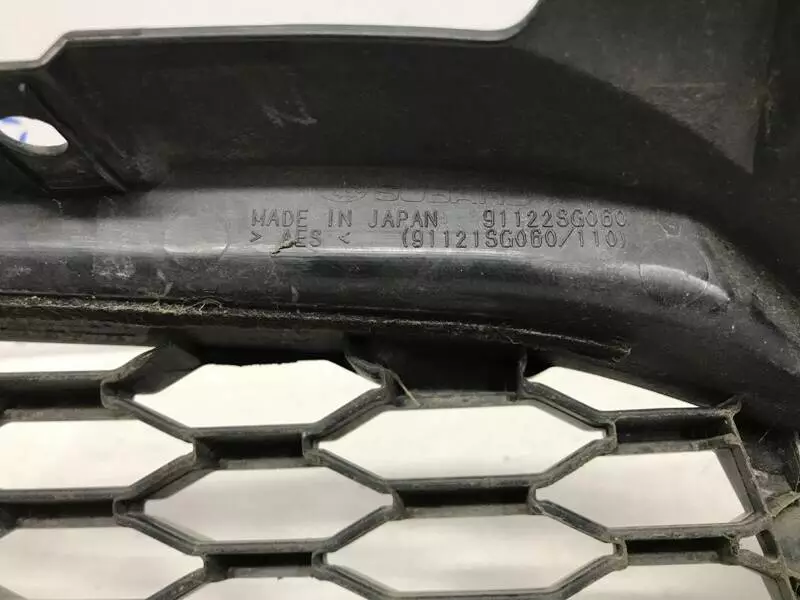 SUBARU
MADE IN JAPAN 91122SG060
> AES < (91121SG060/110)